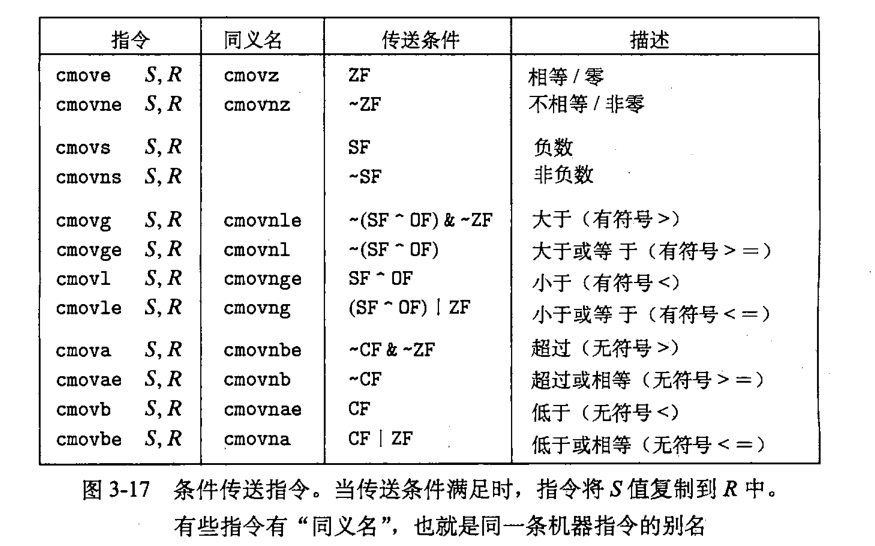 指令 同义名 传送条件 描述
cmove S, R cmovz ZF 相等 / 零
cmovne S, R cmovnz ~ZF 不相等 / 非零
cmovs S, R SF 负数
cmovns S, R ~SF 非负数
cmovg S, R cmovnle ~(SF ^ OF) & ~ZF 大于（有符号 >）
cmovge S, R cmovnl ~(SF ^ OF) 大于或等 于（有符号 > =）
cmovl S, R cmovnge SF ^ OF 小于（有符号 <）
cmovle S, R cmovng (SF ^ OF) | ZF 小于或等 于（有符号 < =）
cmova S, R cmovnbe ~CF & ~ZF 超过（无符号 >）
cmovae S, R cmovnb ~CF 超过或相等（无符号 > =）
cmovb S, R cmovnae CF 低于（无符号 <）
cmovbe S, R cmovna CF | ZF 低于或相等（无符号 < =）
图 3-17 条件传送指令。当传送条件满足时，指令将 S 值复制到 R 中。
有些指令有“同义名”，也就是同一条机器指令的别名